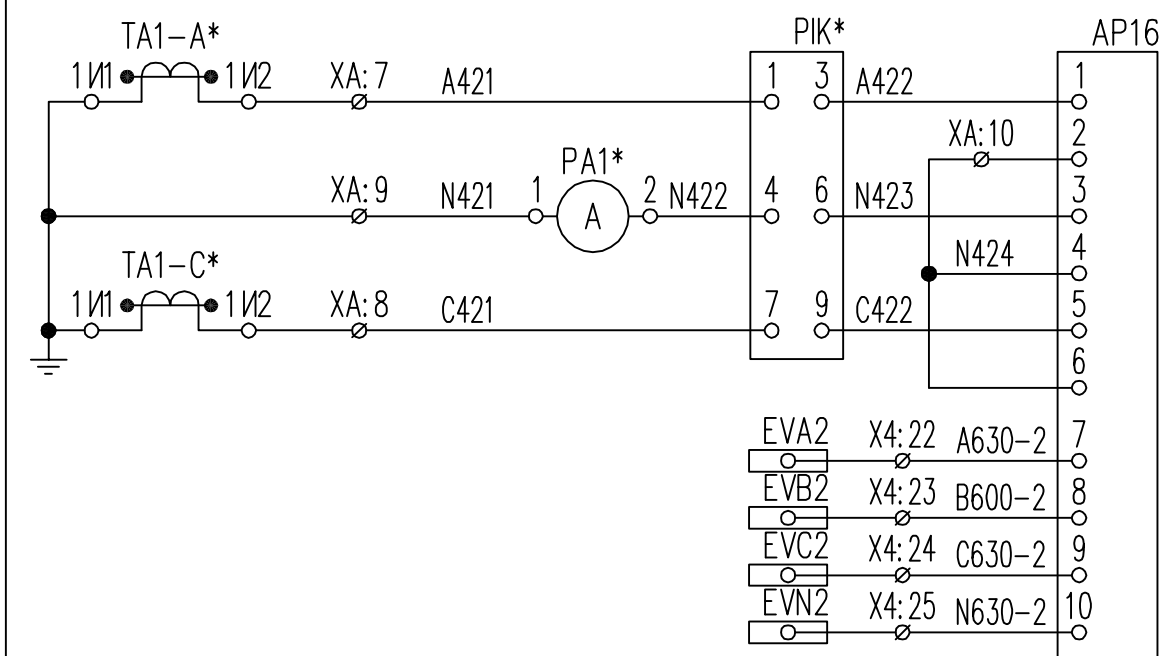 TA1-A*
PIK*
AP16
1И1
1И2
XA:7
A421
1
3
A422
1
XA:10
2
PA1*
XA:9
N421
1
A
2
N422
4
6
N423
3
TA1-C*
N424
4
1И1
1И2
XA:8
C421
7
9
C422
5
6
EVA2
X4:22
A630-2
7
EVB2
X4:23
B600-2
8
EVC2
X4:24
C630-2
9
EVN2
X4:25
N630-2
10